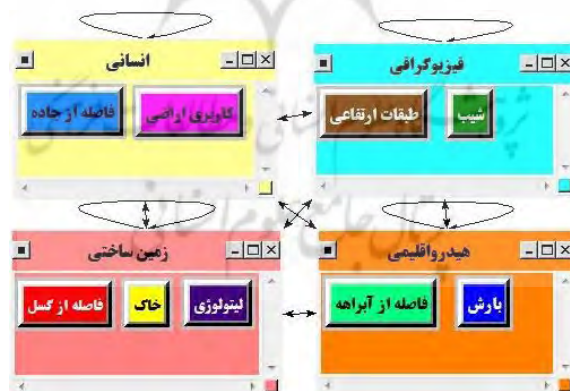 انسانی
فیزیوگرافی
کاربری اراضی
فاصله از جاده
شیب
طبقات ارتفاعی
زمین ساختی
هیدرواقلیمی
لیتولوژی
خاک
فاصله از گسل
بارش
فاصله از آبراهه